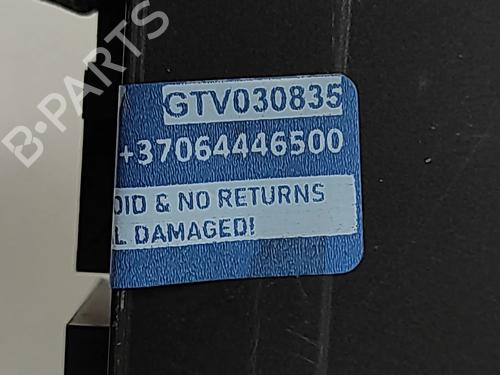 B-PARTS
GTV030835
+37064446500
OID & NO RETURNS
L DAMAGED!